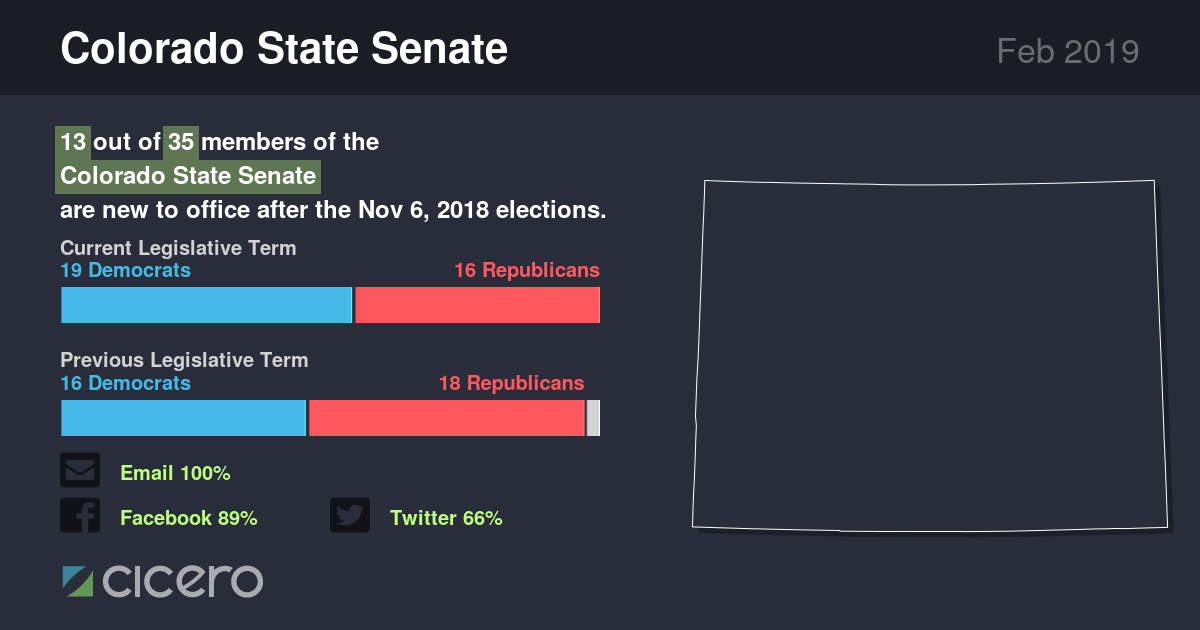 Colorado State Senate
Feb 2019
13 out of 35 members of the
Colorado State Senate
are new to office after the Nov 6, 2018 elections.
Current Legislative Term
19 Democrats 16 Republicans
Previous Legislative Term
16 Democrats 18 Republicans
Email 100%
Facebook 89% Twitter 66%
cicero